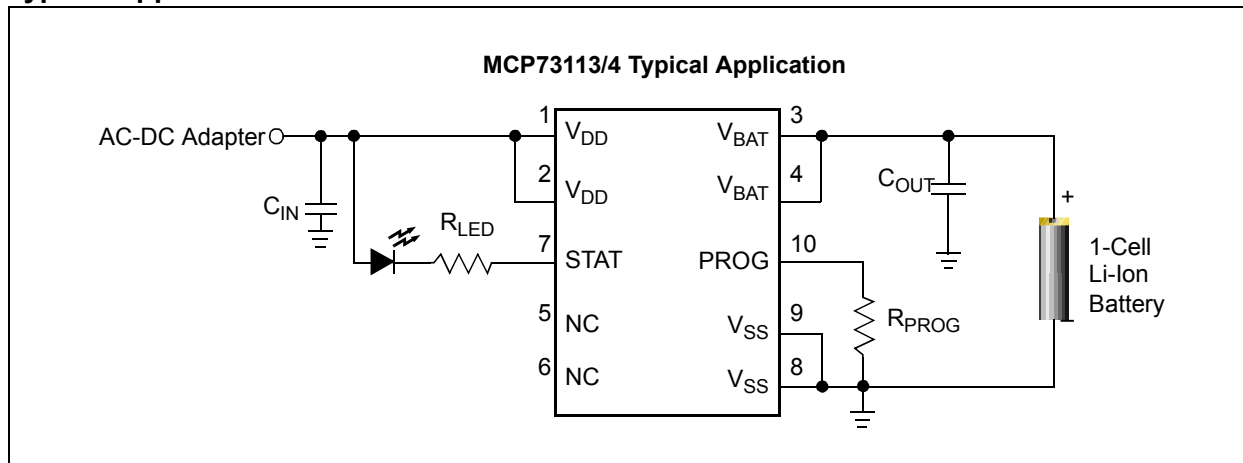 MCP73113/4 Typical Application
AC-DC Adapter
CIN
RLED
1
VDD
2
VDD
7
STAT
5
NC
6
NC
3
VBAT
4
VBAT
10
PROG
9
VSS
8
VSS
COUT
RPROG
+
1-Cell
Li-Ion
Battery
-